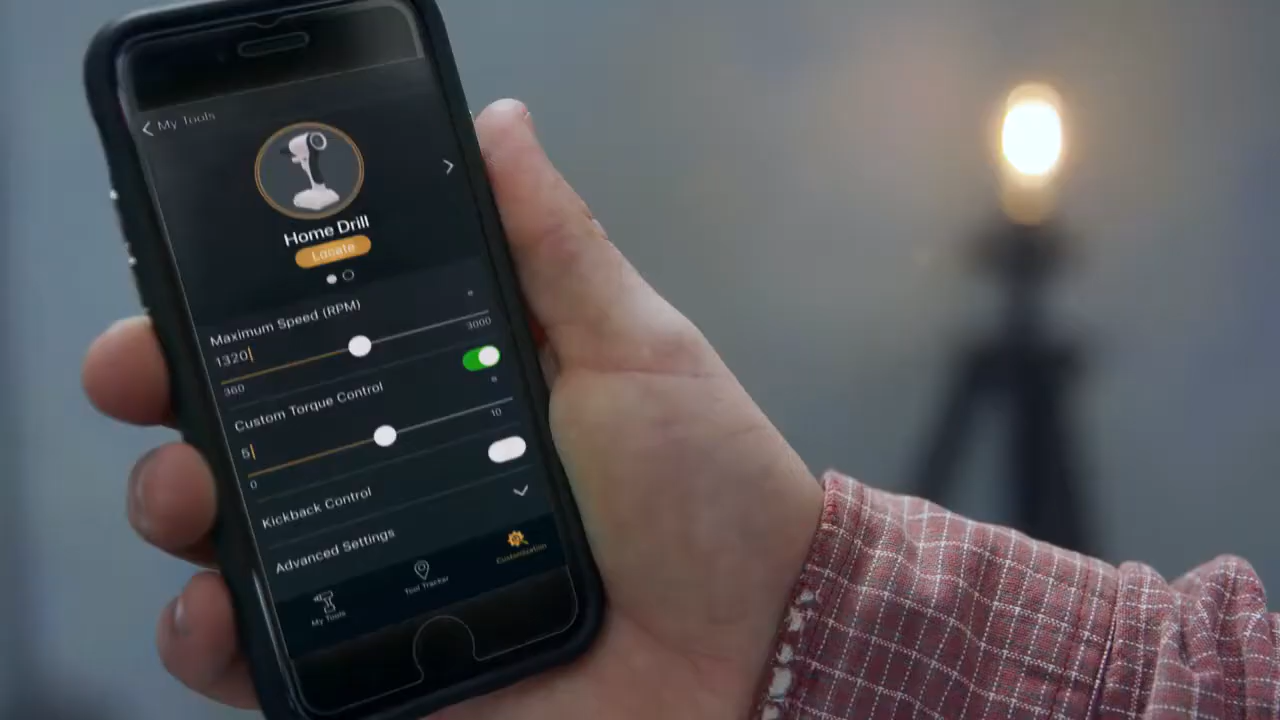 My Tools
Home Drill
Locate
Maximum Speed (RPM)
1320
360
3000
Custom Torque Control
5
0
10
Kickback Control
Advanced Settings
My Tools
Tool Tracker
Customization